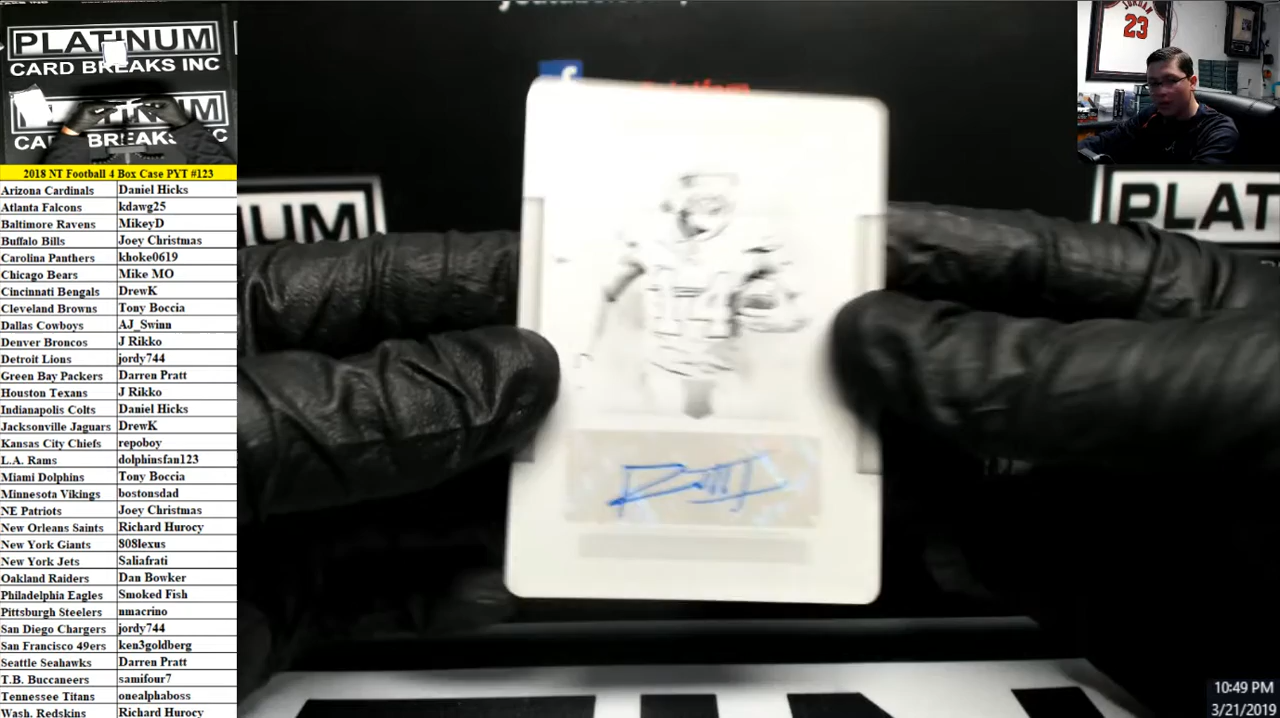 PLATINUM
CARD BREAKS INC
2018 NT Football 4 Box Case PYT #123
Arizona Cardinals Daniel Hicks
Atlanta Falcons kdawg25
Baltimore Ravens MikeyD
Buffalo Bills Joey Christmas
Carolina Panthers khoke0619
Chicago Bears Mike MO
Cincinnati Bengals DrewK
Cleveland Browns Tony Boccia
Dallas Cowboys AJ_Swinn
Denver Broncos J Rikko
Detroit Lions jordy744
Green Bay Packers Darren Pratt
Houston Texans J Rikko
Indianapolis Colts Daniel Hicks
Jacksonville Jaguars DrewK
Kansas City Chiefs repoboy
L.A. Rams dolphinsfan123
Miami Dolphins Tony Boccia
Minnesota Vikings bostonsdad
NE Patriots Joey Christmas
New Orleans Saints Richard Hurocy
New York Giants 808lexus
New York Jets Saliafrati
Oakland Raiders Dan Bowker
Philadelphia Eagles Smoked Fish
Pittsburgh Steelers nmacrino
San Diego Chargers jordy744
San Francisco 49ers ken3goldberg
Seattle Seahawks Darren Pratt
T.B. Buccaneers samifour7
Tennessee Titans onealphaboss
Wash. Redskins Richard Hurocy
JORDAN
23
14
10:49 PM
3/21/2019